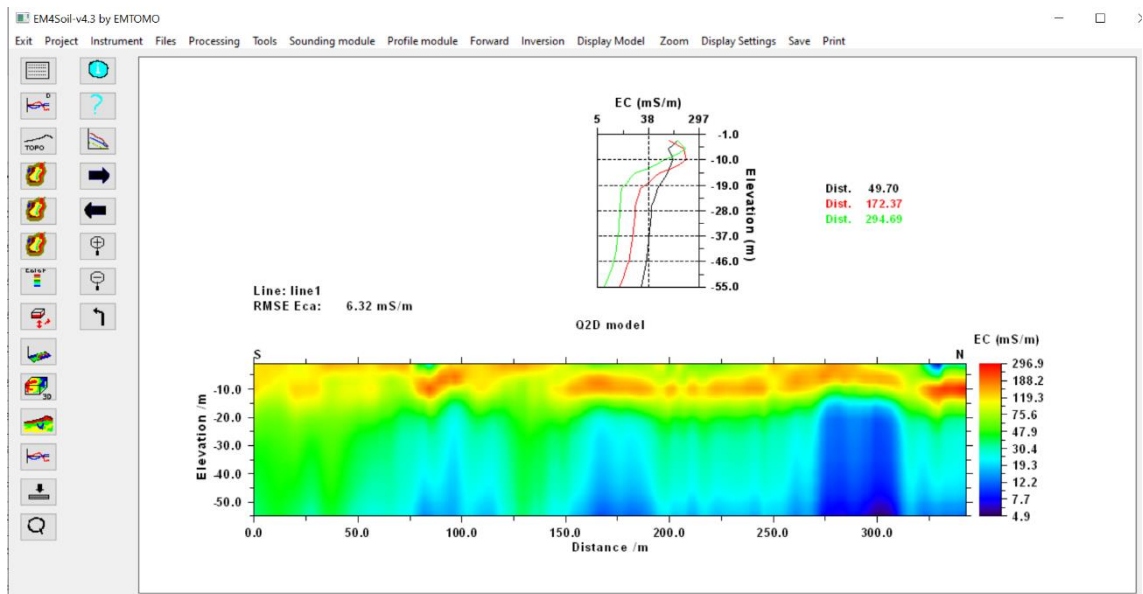 EM4Soil-v4.3 by EMTOMO
Exit Project Instrument Files Processing Tools Sounding module Profile module Forward Inversion Display Model Zoom Display Settings Save Print
D
?
TOPO
Color
3D
EC (mS/m)
5 38 297
-1.0
-10.0
-19.0
-28.0
-37.0
-46.0
-55.0
Elevation (m)
Dist. 49.70
Dist. 172.37
Dist. 294.69
Line: line1
RMSE Eca: 6.32 mS/m
Q2D model
S N
Elevation /m
-10.0
-20.0
-30.0
-40.0
-50.0
0.0 50.0 100.0 150.0 200.0 250.0 300.0
Distance /m
EC (mS/m)
296.9
188.2
119.3
75.6
47.9
30.4
19.3
12.2
7.7
4.9